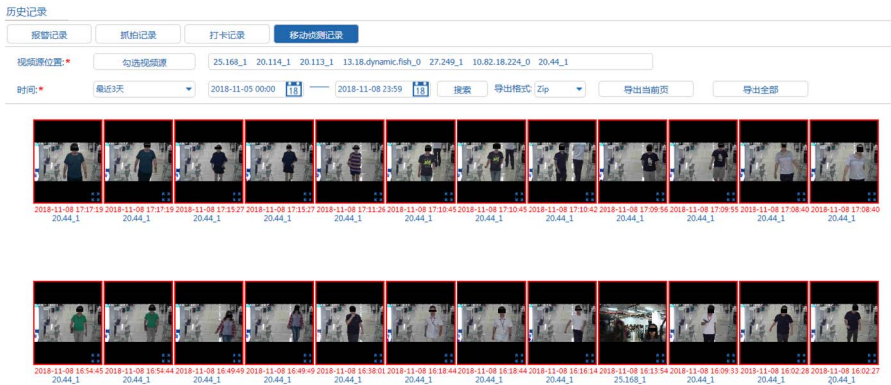 历史记录
报警记录 抓拍记录 打卡记录 移动侦测记录
视频源位置:* 勾选视频源 25.168_1 20.114_1 20.113_1 13.18.dynamic.fish_0 27.249_1 10.82.18.224_0 20.44_1
时间:* 最近3天 2018-11-05 00:00 18 2018-11-08 23:59 18 搜索 导出格式: Zip 导出当前页 导出全部
2018-11-08 17:17:19 2018-11-08 17:17:19 2018-11-08 17:15:27 2018-11-08 17:15:27 2018-11-08 17:11:26 2018-11-08 17:10:45 2018-11-08 17:10:45 2018-11-08 17:10:42 2018-11-08 17:09:56 2018-11-08 17:09:55 2018-11-08 17:08:40 2018-11-08 17:08:40
20.44_1 20.44_1 20.44_1 20.44_1 20.44_1 20.44_1 20.44_1 20.44_1 20.44_1 20.44_1 20.44_1 20.44_1
2018-11-08 16:54:45 2018-11-08 16:54:44 2018-11-08 16:49:49 2018-11-08 16:49:49 2018-11-08 16:38:01 2018-11-08 16:18:44 2018-11-08 16:18:44 2018-11-08 16:16:14 2018-11-08 16:13:54 2018-11-08 16:09:33 2018-11-08 16:02:28 2018-11-08 16:02:27
20.44_1 20.44_1 20.44_1 20.44_1 20.44_1 20.44_1 20.44_1 20.44_1 25.168_1 20.44_1 20.44_1 20.44_1